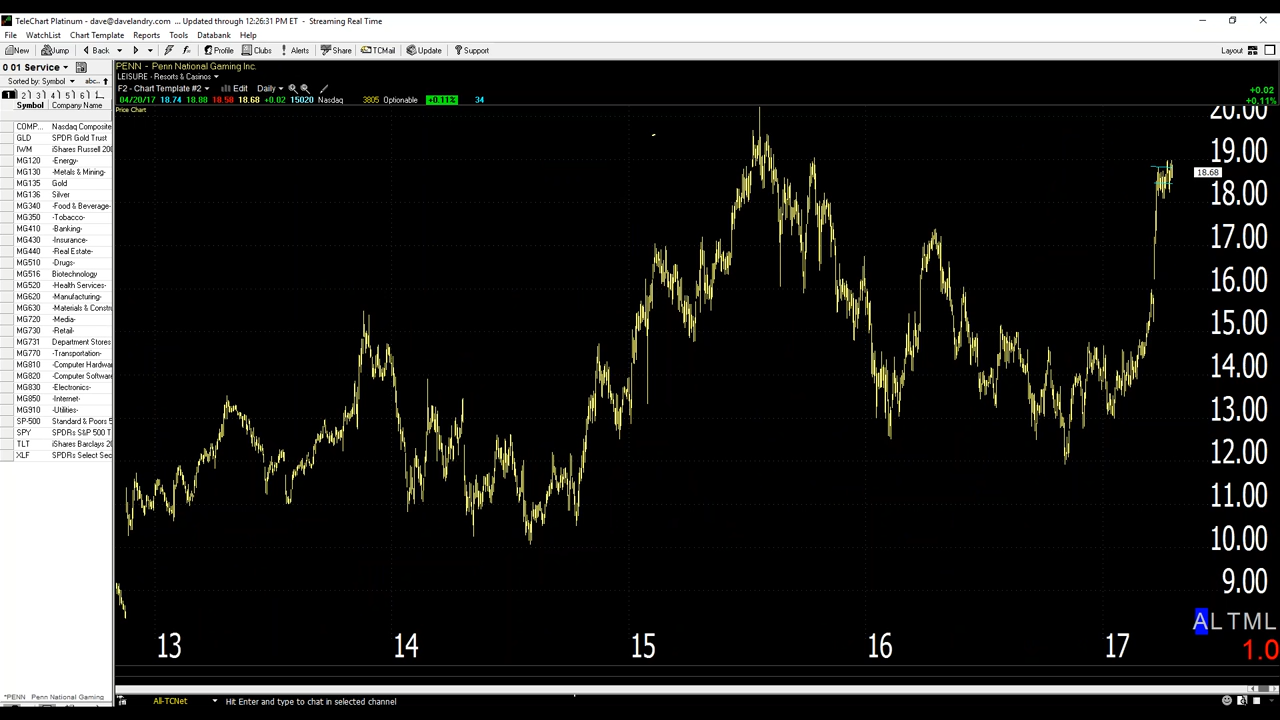 TeleChart Platinum - dave@davelandry.com ... Updated through 12:26:31 PM ET - Streaming Real Time
File WatchList Chart Template Reports Tools Databank Help
New Jump Back Profile Clubs Alerts Share TCMail Update Support Layout
0 01 Service
Sorted by: Symbol abc..
1 2 3 4 5 6 1
Symbol Company Name
COMP... Nasdaq Composite
GLD SPDR Gold Trust
IWM iShares Russell 200
MG120 -Energy-
MG130 -Metals & Mining-
MG135 Gold
MG136 Silver
MG340 -Food & Beverage-
MG350 -Tobacco-
MG410 -Banking-
MG430 -Insurance-
MG440 -Real Estate-
MG510 -Drugs-
MG516 Biotechnology
MG520 -Health Services-
MG620 -Manufacturing-
MG630 -Materials & Constru
MG720 -Media-
MG730 -Retail-
MG731 Department Stores
MG770 -Transportation-
MG810 -Computer Hardwa
MG820 -Computer Softwar
MG830 -Electronics-
MG850 -Internet-
MG910 -Utilities-
SP-500 Standard & Poors 5
SPY SPDRs S&P 500 T
TLT iShares Barclays 20
XLF SPDRs Select Sec
*PENN Penn National Gaming
PENN - Penn National Gaming Inc.
LEISURE - Resorts & Casinos
F2 - Chart Template #2 Edit Daily
04/20/17 18.74 18.88 18.58 18.68 +0.02 15020 Nasdaq 3805 Optionable +0.11% 34
Price Chart
+0.02
+0.11%
20.00
19.00
18.68
18.00
17.00
16.00
15.00
14.00
13.00
12.00
11.00
10.00
9.00
ALTML
1.0
13 14 15 16 17
All-TCNet Hit Enter and type to chat in selected channel